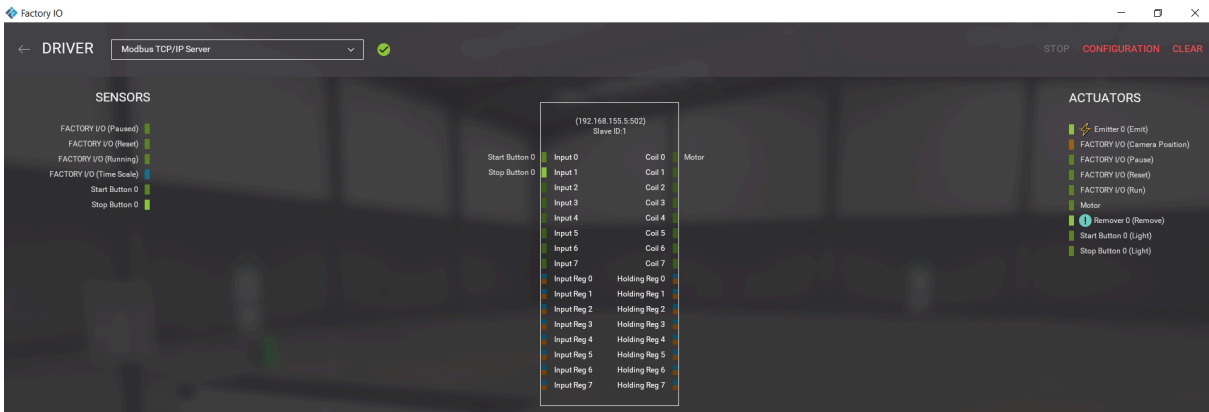 Factory IO
DRIVER Modbus TCP/IP Server STOP CONFIGURATION CLEAR
SENSORS
FACTORY I/O (Paused)
FACTORY I/O (Reset)
FACTORY I/O (Running)
FACTORY I/O (Time Scale)
Start Button 0
Stop Button 0
(192.168.155.5:502)
Slave ID:1
Start Button 0 Input 0 Coil 0 Motor
Stop Button 0 Input 1 Coil 1
Input 2 Coil 2
Input 3 Coil 3
Input 4 Coil 4
Input 5 Coil 5
Input 6 Coil 6
Input 7 Coil 7
Input Reg 0 Holding Reg 0
Input Reg 1 Holding Reg 1
Input Reg 2 Holding Reg 2
Input Reg 3 Holding Reg 3
Input Reg 4 Holding Reg 4
Input Reg 5 Holding Reg 5
Input Reg 6 Holding Reg 6
Input Reg 7 Holding Reg 7
ACTUATORS
Emitter 0 (Emit)
FACTORY I/O (Camera Position)
FACTORY I/O (Pause)
FACTORY I/O (Reset)
FACTORY I/O (Run)
Motor
Remover 0 (Remove)
Start Button 0 (Light)
Stop Button 0 (Light)